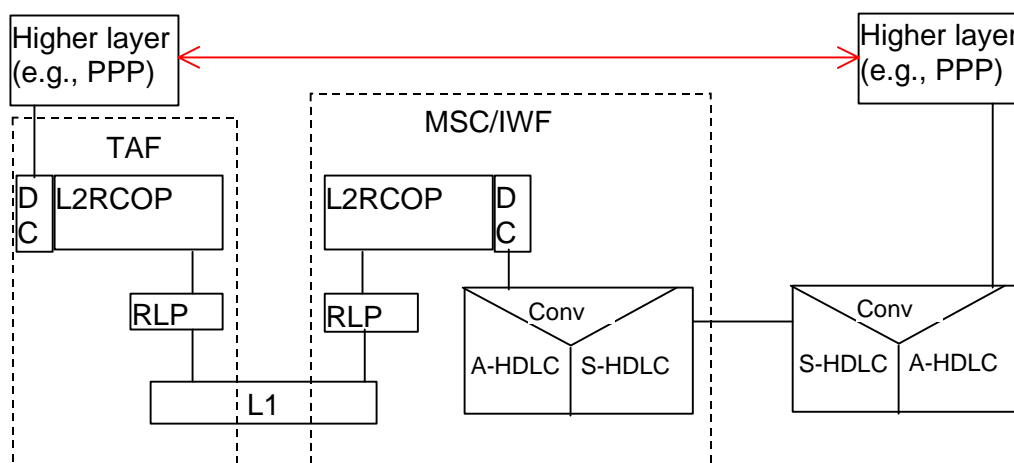 Higher layer
(e.g., PPP)
Higher layer
(e.g., PPP)
MSC/IWF
TAF
D
C
L2RCOP
L2RCOP
D
C
RLP
RLP
Conv
A-HDLC
S-HDLC
Conv
S-HDLC
A-HDLC
L1